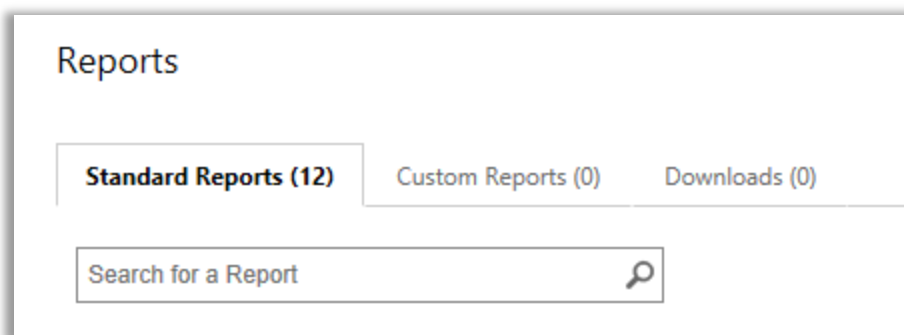 Reports
Standard Reports (12) Custom Reports (0) Downloads (0)
Search for a Report